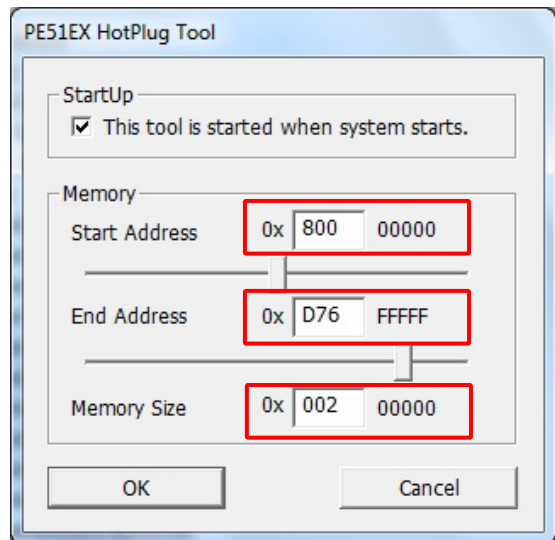 PE51EX HotPlug Tool
StartUp
This tool is started when system starts.
Memory
Start Address 0x 800 00000
End Address 0x D76 FFFFF
Memory Size 0x 002 00000
OK Cancel